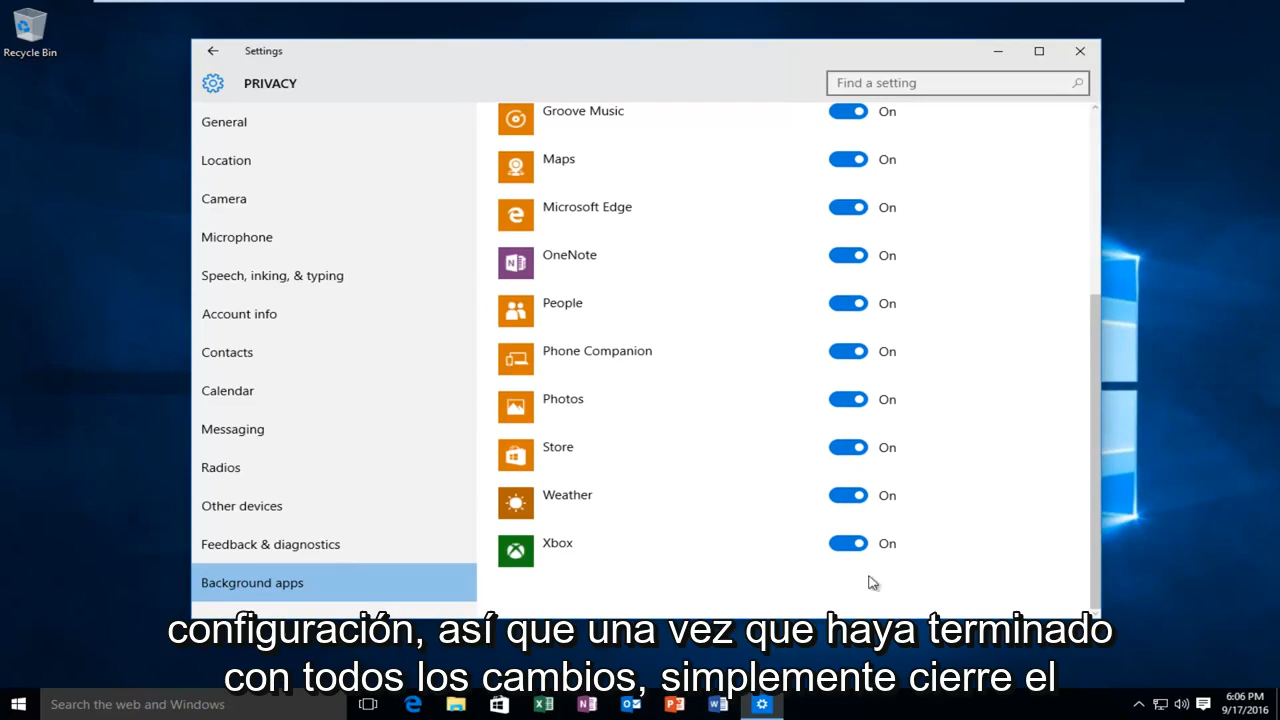 Recycle Bin
Settings
PRIVACY
Find a setting
General
Location
Camera
Microphone
Speech, inking, & typing
Account info
Contacts
Calendar
Messaging
Radios
Other devices
Feedback & diagnostics
Background apps
Groove Music On
Maps On
Microsoft Edge On
OneNote On
People On
Phone Companion On
Photos On
Store On
Weather On
Xbox On
configuración, así que una vez que haya terminado
con todos los cambios, simplemente cierre el
Search the web and Windows
6:06 PM
9/17/2016